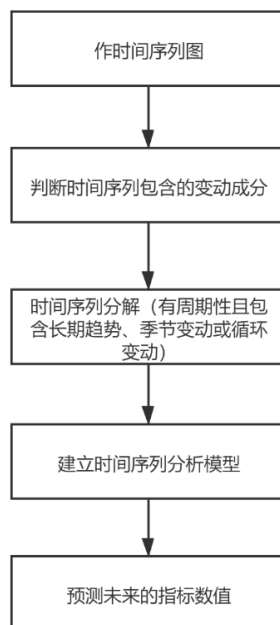 作时间序列图
判断时间序列包含的变动成分
时间序列分解（有周期性且包
含长期趋势、季节变动或循环
变动）
建立时间序列分析模型
预测未来的指标数值